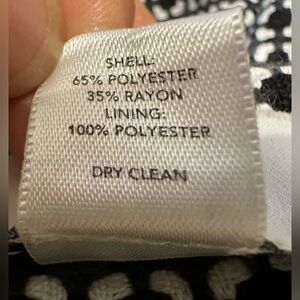 SHELL:
65% POLYESTER
35% RAYON
LINING:
100% POLYESTER
DRY CLEAN